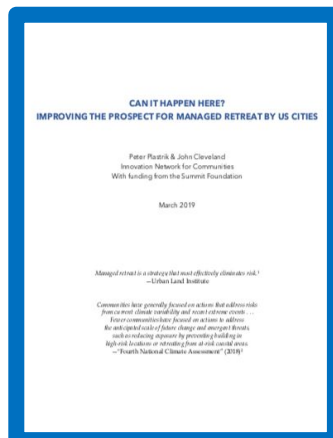 CAN IT HAPPEN HERE?
IMPROVING THE PROSPECT FOR MANAGED RETREAT BY US CITIES
Peter Plastrik & John Cleveland
Innovation Network for Communities
With funding from the Summit Foundation
March 2019
Managed retreat is a strategy that most effectively eliminates risk.¹
—Urban Land Institute
Communities have generally focused on actions that address risks
from current climate variability and recent extreme events . . .
Fewer communities have focused on actions to address
the anticipated scale of future change and emergent threats,
such as reducing exposure by preventing building in
high-risk locations or retreating from at-risk coastal areas.
—"Fourth National Climate Assessment" (2018)²